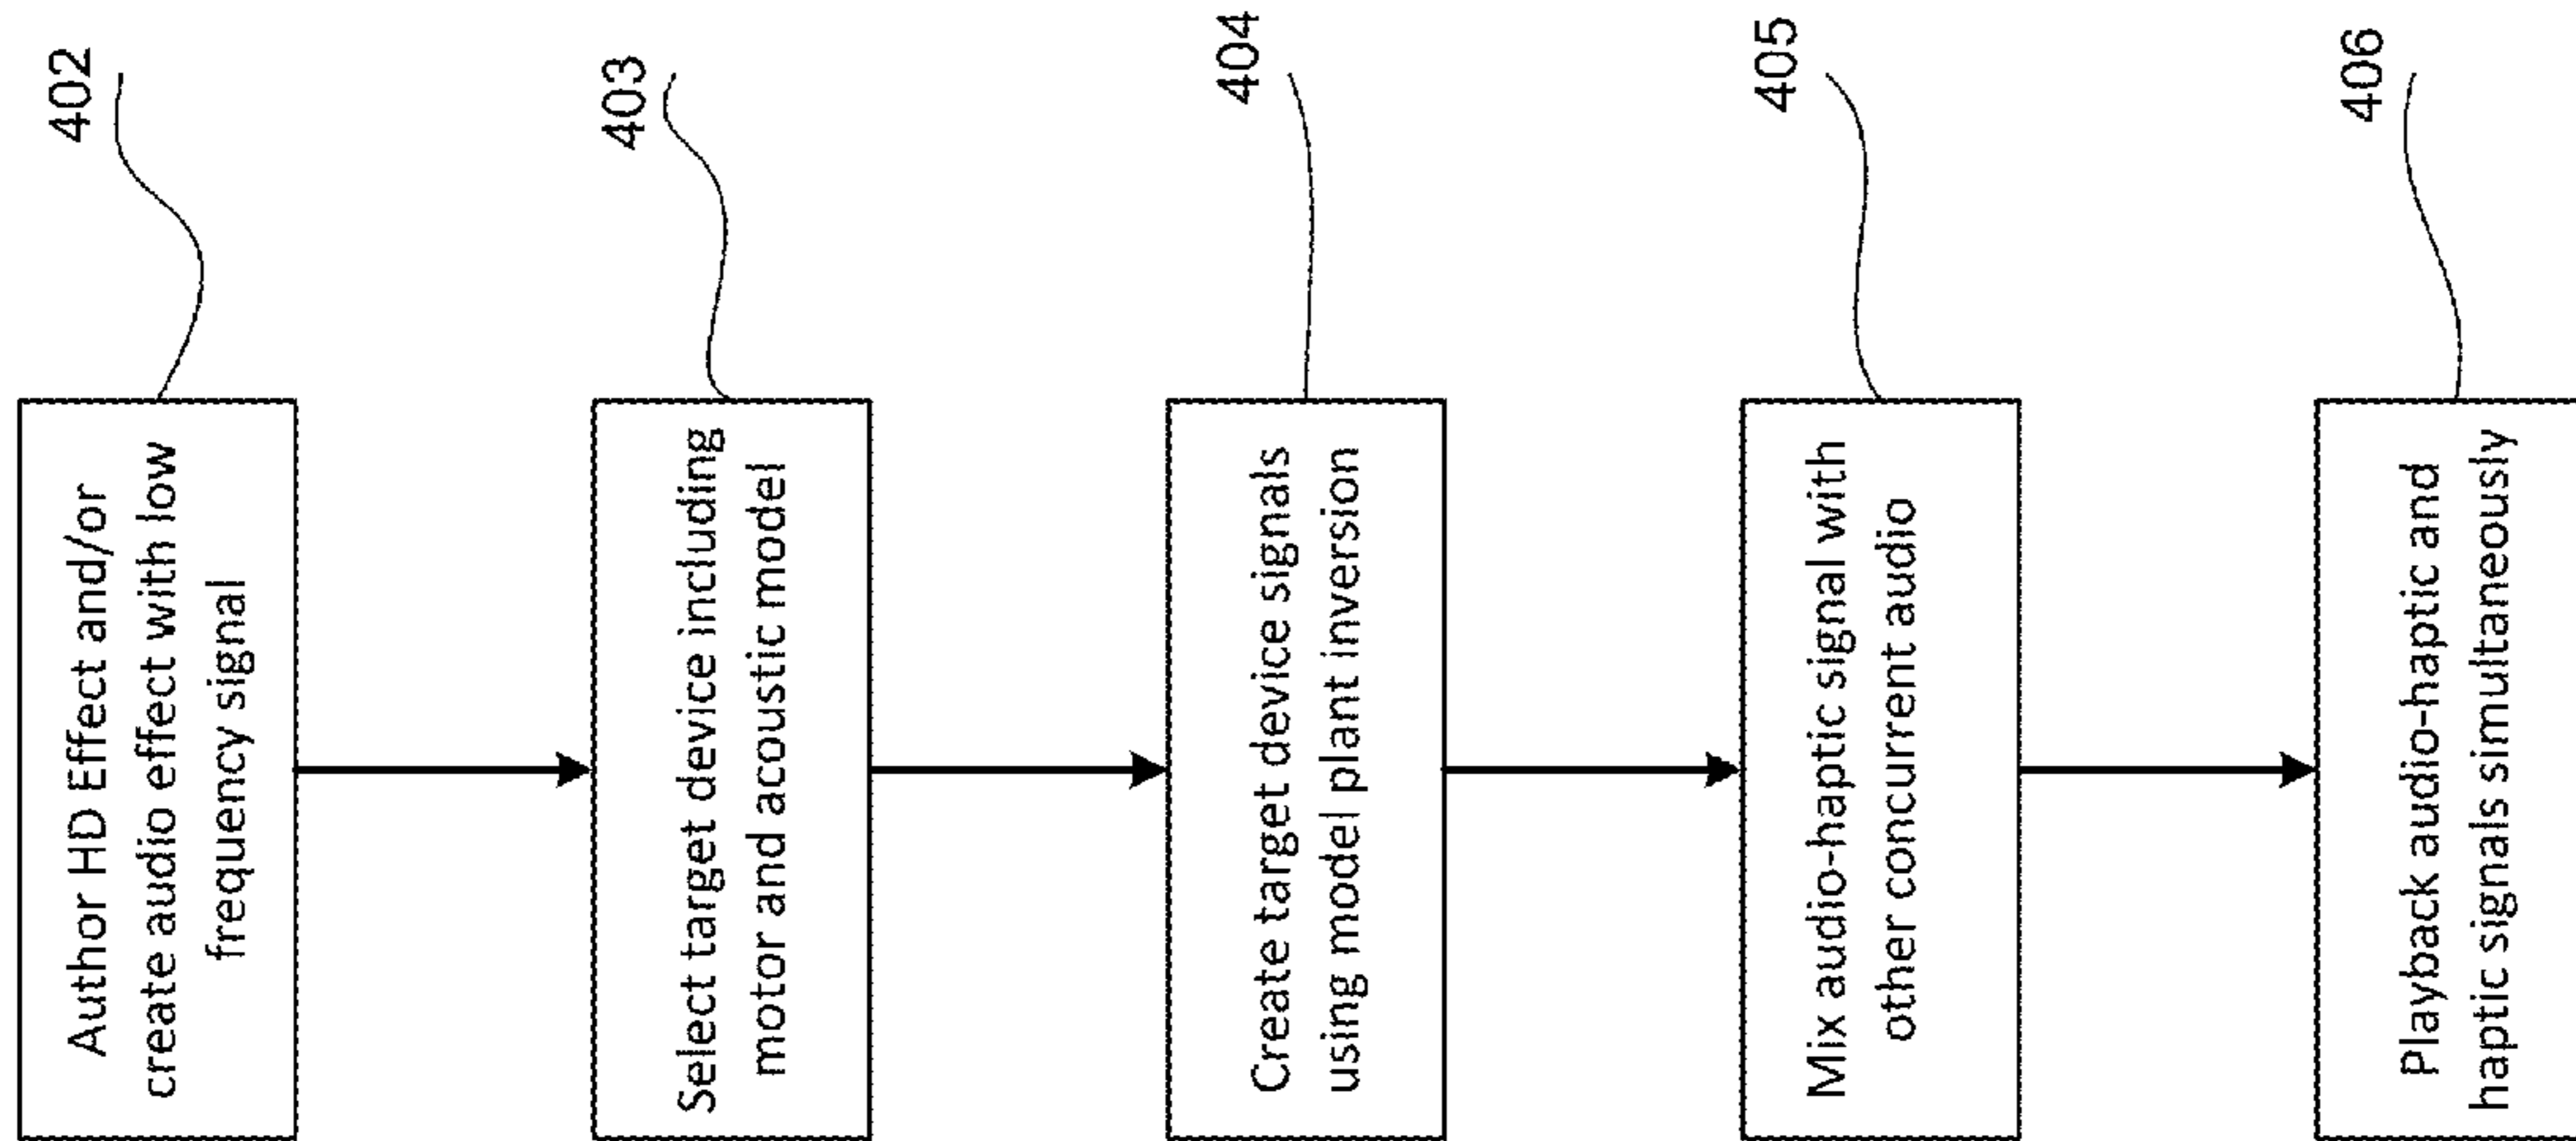 Author HD Effect and/or
create audio effect with low
frequency signal
402
Select target device including
motor and acoustic model
403
Create target device signals
using model plant inversion
404
Mix audio-haptic signal with
other concurrent audio
405
Playback audio-haptic and
haptic signals simultaneously
406